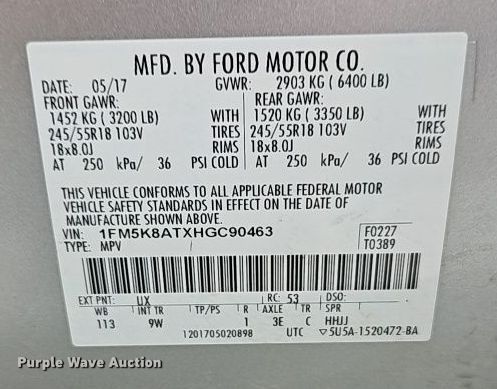 MFD. BY FORD MOTOR CO.
DATE: 05/17 GVWR: 2903 KG ( 6400 LB)
FRONT GAWR: REAR GAWR:
1452 KG ( 3200 LB) WITH 1520 KG ( 3350 LB) WITH
245/55R18 103V TIRES 245/55R18 103V TIRES
18x8.0J RIMS 18x8.0J RIMS
AT 250 kPa/ 36 PSI COLD AT 250 kPa/ 36 PSI COLD
THIS VEHICLE CONFORMS TO ALL APPLICABLE FEDERAL MOTOR
VEHICLE SAFETY STANDARDS IN EFFECT ON THE DATE OF
MANUFACTURE SHOWN ABOVE.
VIN: 1FM5K8ATXHGC90463 F0227
TYPE: MPV T0389
EXT PNT: UX RC: 53 DSO:
WB INT TR TP/PS R AXLE TR SPR
113 9W 1 3E C HHJJ
1201705020898 UTC ▽5U5A-1520472-BA
Purple Wave Auction